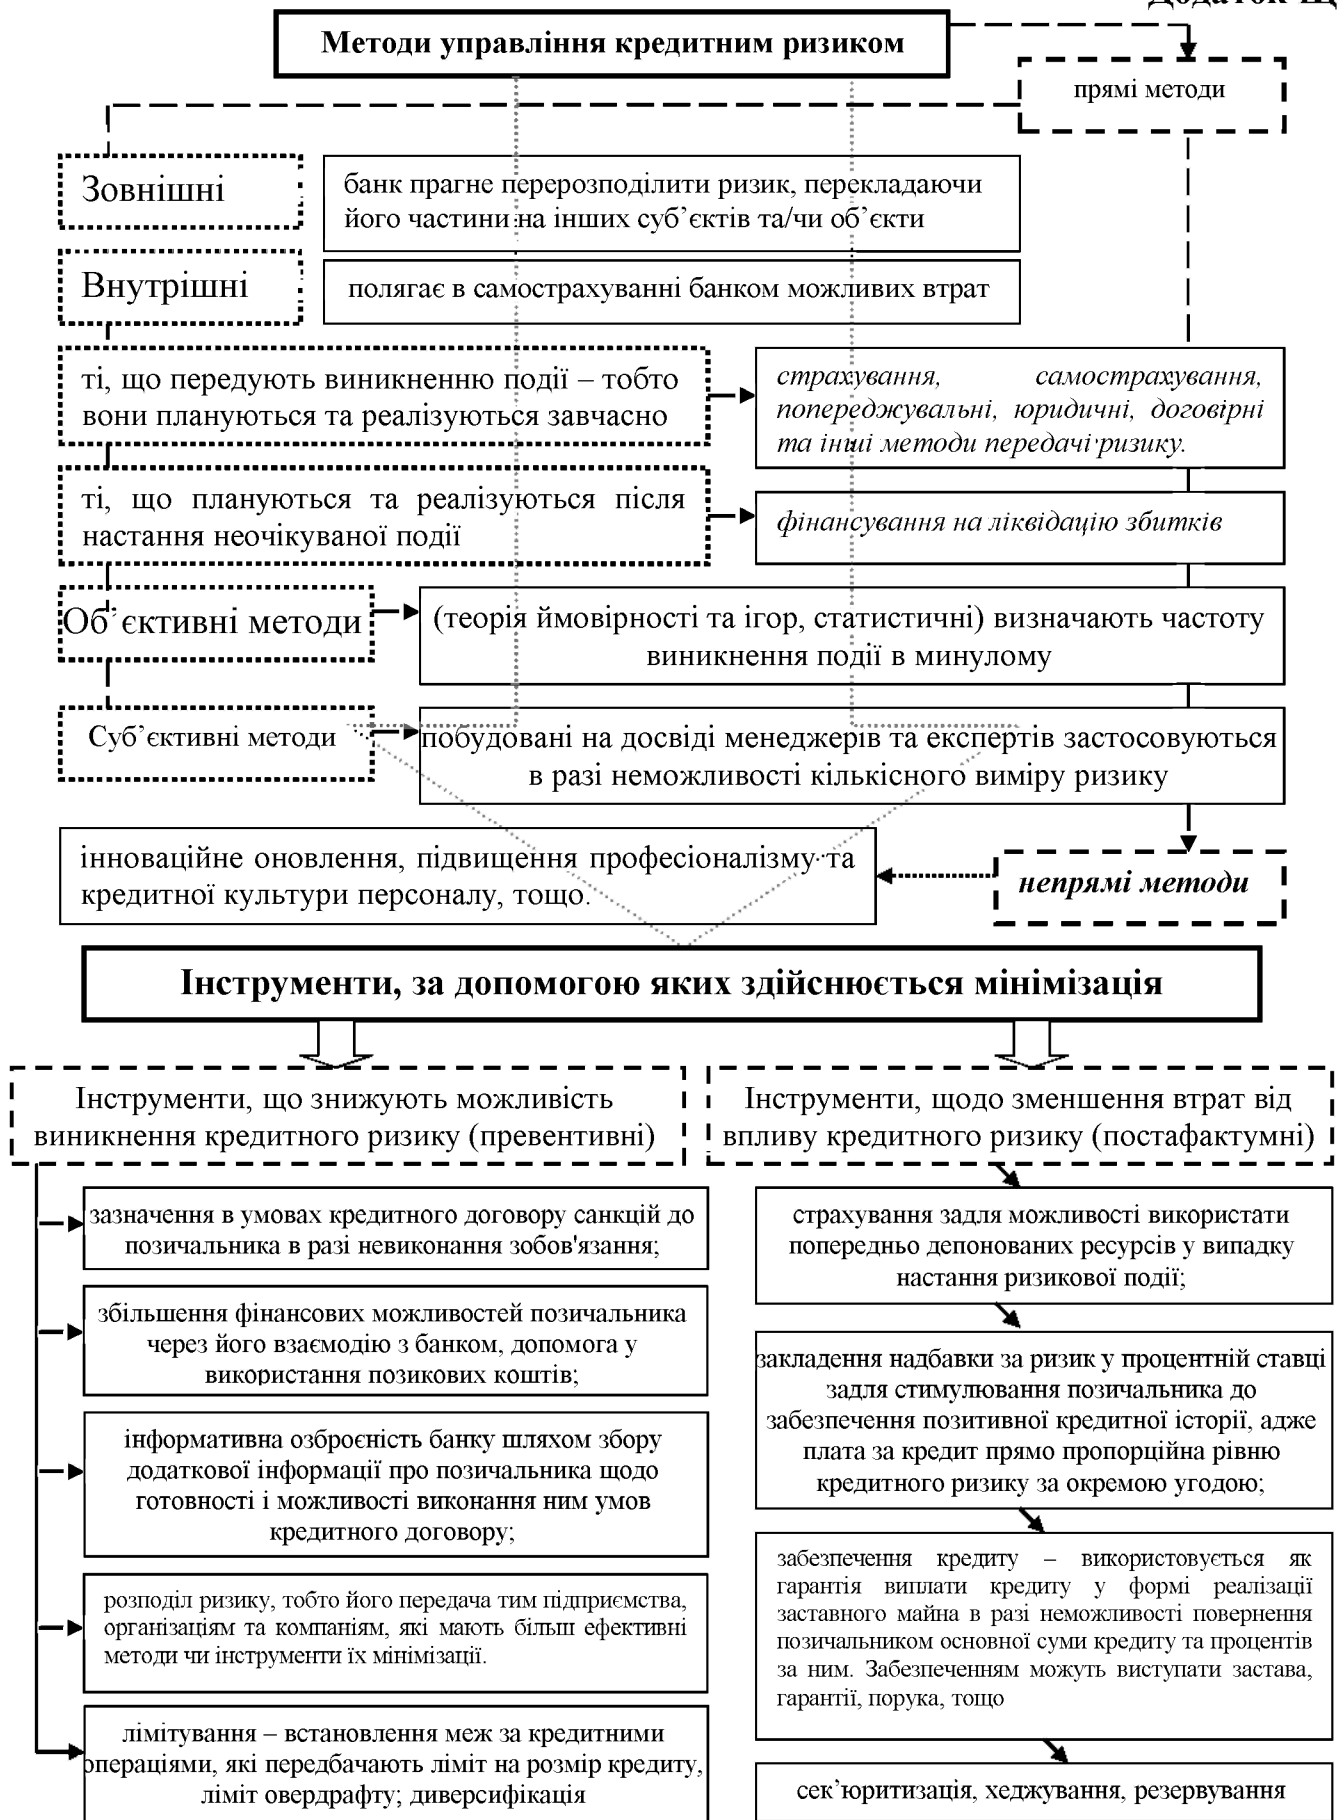 Додаток Щ
Методи управління кредитним ризиком
прямі методи
Зовнішні
банк прагне перерозподілити ризик, перекладаючи
його частини на інших суб’єктів та/чи об’єкти
Внутрішні
полягає в самострахуванні банком можливих втрат
ті, що передують виникненню події – тобто
вони плануються та реалізуються завчасно
страхування, самострахування,
попереджувальні, юридичні, договірні
та інші методи передачі ризику.
ті, що плануються та реалізуються після
настання неочікуваної події
фінансування на ліквідацію збитків
Об’єктивні методи
(теорія ймовірності та ігор, статистичні) визначають частоту
виникнення події в минулому
Суб’єктивні методи
побудовані на досвіді менеджерів та експертів застосовуються
в разі неможливості кількісного виміру ризику
інноваційне оновлення, підвищення професіоналізму та
кредитної культури персоналу, тощо.
непрямі методи
Інструменти, за допомогою яких здійснюється мінімізація
Інструменти, що знижують можливість
виникнення кредитного ризику (превентивні)
зазначення в умовах кредитного договору санкцій до
позичальника в разі невиконання зобов'язання;
збільшення фінансових можливостей позичальника
через його взаємодію з банком, допомога у
використання позикових коштів;
інформативна озброєність банку шляхом збору
додаткової інформації про позичальника щодо
готовності і можливості виконання ним умов
кредитного договору;
розподіл ризику, тобто його передача тим підприємства,
організаціям та компаніям, які мають більш ефективні
методи чи інструменти їх мінімізації.
лімітування – встановлення меж за кредитними
операціями, які передбачають ліміт на розмір кредиту,
ліміт овердрафту; диверсифікація
Інструменти, щодо зменшення втрат від
впливу кредитного ризику (постафактумні)
страхування задля можливості використати
попередньо депонованих ресурсів у випадку
настання ризикової події;
закладення надбавки за ризик у процентній ставці
задля стимулювання позичальника до
забезпечення позитивної кредитної історії, адже
плата за кредит прямо пропорційна рівню
кредитного ризику за окремою угодою;
забезпечення кредиту – використовується як
гарантія виплати кредиту у формі реалізації
заставного майна в разі неможливості повернення
позичальником основної суми кредиту та процентів
за ним. Забезпеченням можуть виступати застава,
гарантії, порука, тощо
сек’юритизація, хеджування, резервування